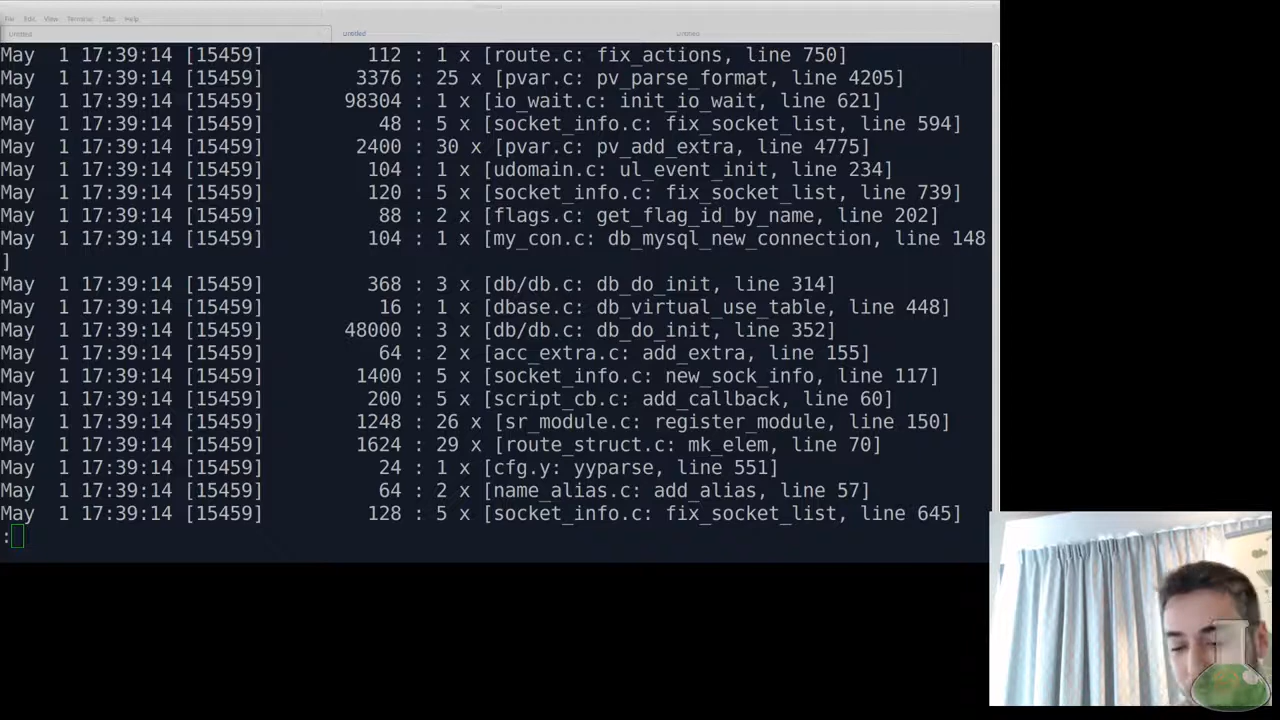 File Edit View Terminal Tabs Help
Untitled untitled untitled
May 1 17:39:14 [15459] 112 : 1 x [route.c: fix_actions, line 750]
May 1 17:39:14 [15459] 3376 : 25 x [pvar.c: pv_parse_format, line 4205]
May 1 17:39:14 [15459] 98304 : 1 x [io_wait.c: init_io_wait, line 621]
May 1 17:39:14 [15459] 48 : 5 x [socket_info.c: fix_socket_list, line 594]
May 1 17:39:14 [15459] 2400 : 30 x [pvar.c: pv_add_extra, line 4775]
May 1 17:39:14 [15459] 104 : 1 x [udomain.c: ul_event_init, line 234]
May 1 17:39:14 [15459] 120 : 5 x [socket_info.c: fix_socket_list, line 739]
May 1 17:39:14 [15459] 88 : 2 x [flags.c: get_flag_id_by_name, line 202]
May 1 17:39:14 [15459] 104 : 1 x [my_con.c: db_mysql_new_connection, line 148
]
May 1 17:39:14 [15459] 368 : 3 x [db/db.c: db_do_init, line 314]
May 1 17:39:14 [15459] 16 : 1 x [dbase.c: db_virtual_use_table, line 448]
May 1 17:39:14 [15459] 48000 : 3 x [db/db.c: db_do_init, line 352]
May 1 17:39:14 [15459] 64 : 2 x [acc_extra.c: add_extra, line 155]
May 1 17:39:14 [15459] 1400 : 5 x [socket_info.c: new_sock_info, line 117]
May 1 17:39:14 [15459] 200 : 5 x [script_cb.c: add_callback, line 60]
May 1 17:39:14 [15459] 1248 : 26 x [sr_module.c: register_module, line 150]
May 1 17:39:14 [15459] 1624 : 29 x [route_struct.c: mk_elem, line 70]
May 1 17:39:14 [15459] 24 : 1 x [cfg.y: yyparse, line 551]
May 1 17:39:14 [15459] 64 : 2 x [name_alias.c: add_alias, line 57]
May 1 17:39:14 [15459] 128 : 5 x [socket_info.c: fix_socket_list, line 645]
: